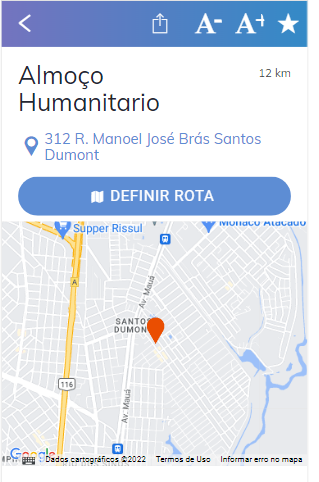 A-
A+
Almoço
Humanitario
12 km
312 R. Manoel José Brás Santos
Dumont
DEFINIR ROTA
Supper Rissul
Monaco Atacado
A
Av. Mauá
SANTOS
DUMONT
116
Av. Mauá
Google
Dados cartográficos ©2022
Termos de Uso
Informar erro no mapa